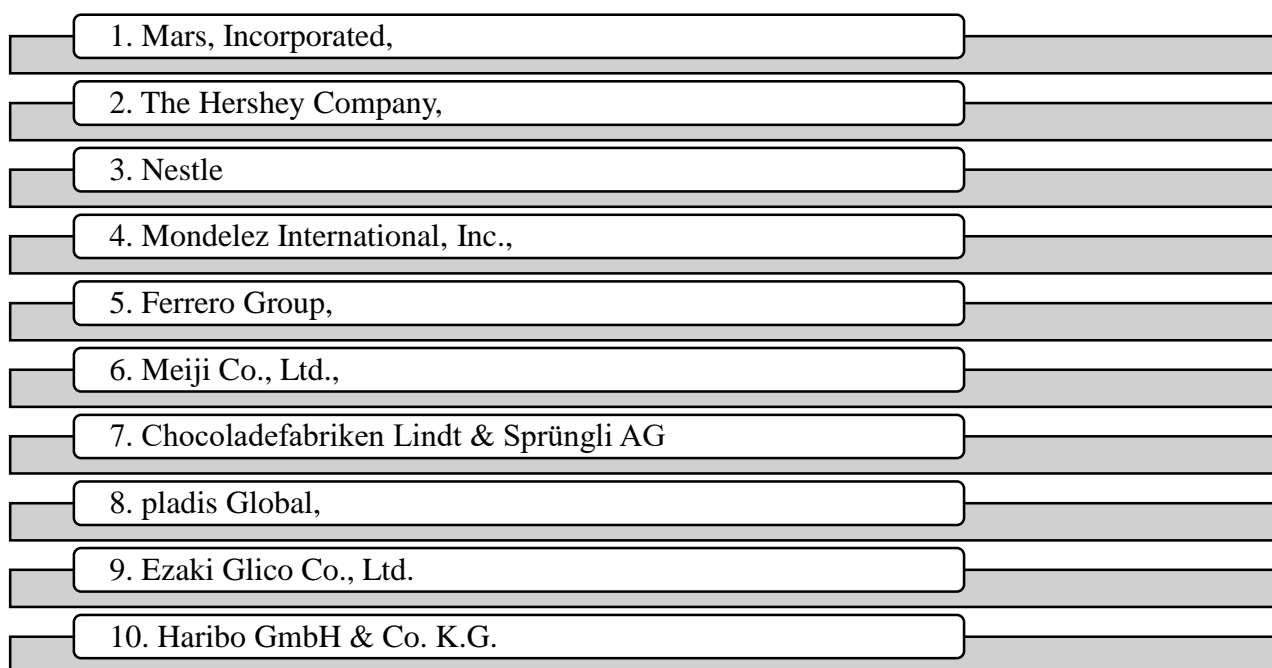 1. Mars, Incorporated,
2. The Hershey Company,
3. Nestle
4. Mondelez International, Inc.,
5. Ferrero Group,
6. Meiji Co., Ltd.,
7. Chocoladefabriken Lindt & Sprüngli AG
8. pladis Global,
9. Ezaki Glico Co., Ltd.
10. Haribo GmbH & Co. K.G.